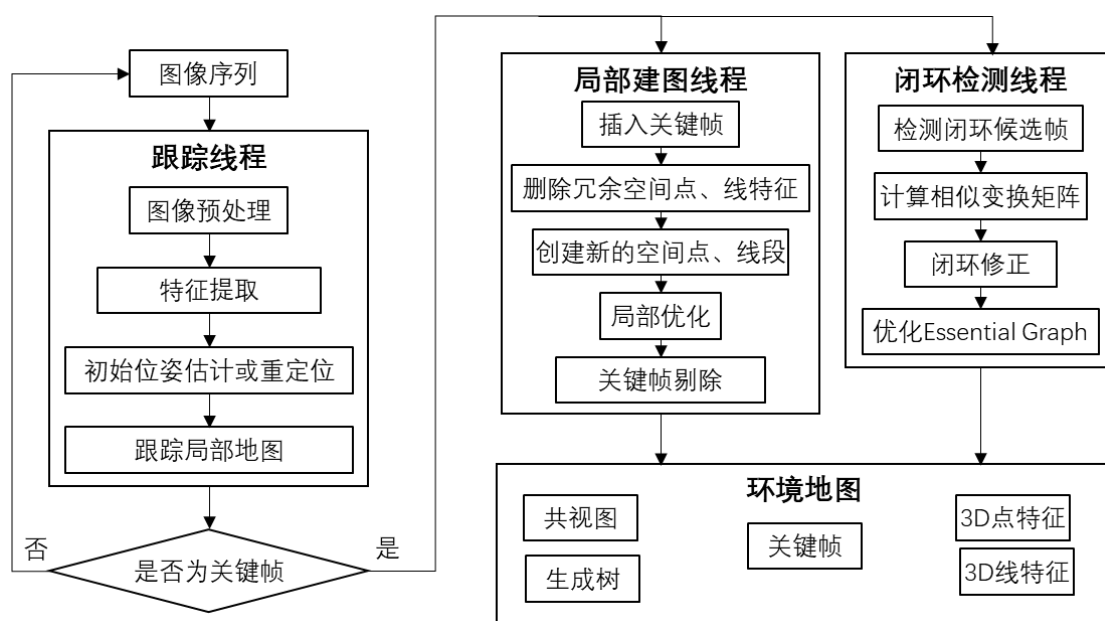 图像序列
跟踪线程
图像预处理
特征提取
初始位姿估计或重定位
跟踪局部地图
是否为关键帧
否
是
局部建图线程
插入关键帧
删除冗余空间点、线特征
创建新的空间点、线段
局部优化
关键帧剔除
闭环检测线程
检测闭环候选帧
计算相似变换矩阵
闭环修正
优化Essential Graph
环境地图
共视图
生成树
关键帧
3D点特征
3D线特征